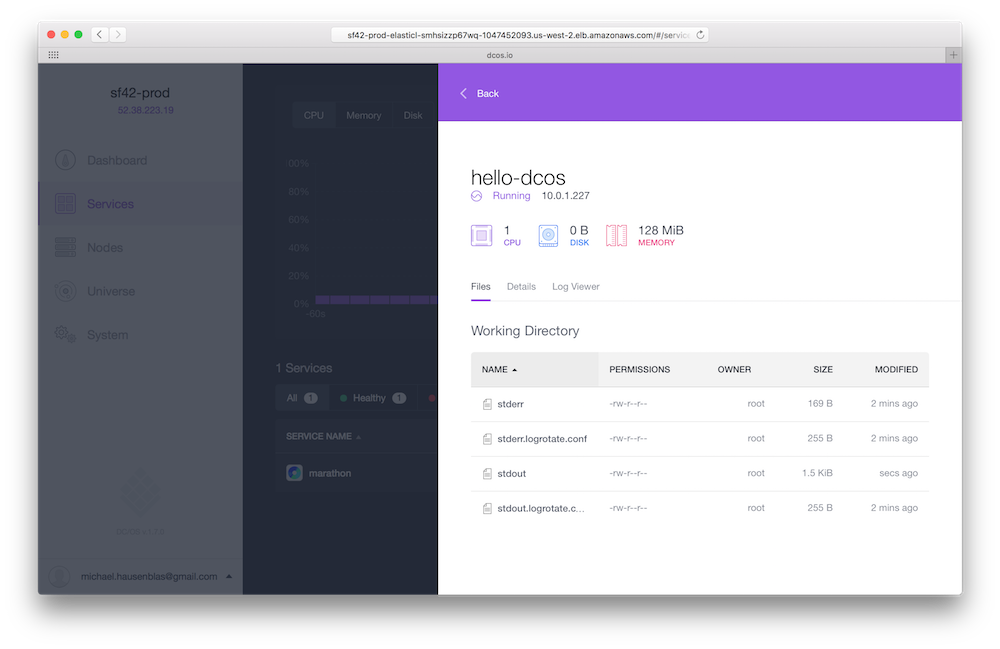 sf42-prod-elasticl-smhsizzp67wq-1047452093.us-west-2.elb.amazonaws.com/#/service
dcos.io
sf42-prod
52.38.223.19
Dashboard
Services
Nodes
Universe
System
michael.hausenblas@gmail.com
CPU Memory Disk
100%
80%
60%
40%
20%
0%
-60s
1 Services
All 1 Healthy 1
SERVICE NAME
marathon
Back
hello-dcos
Running 10.0.1.227
1 0 B 128 MiB
CPU DISK MEMORY
Files Details Log Viewer
Working Directory
NAME PERMISSIONS OWNER SIZE MODIFIED
stderr -rw-r--r-- root 169 B 2 mins ago
stderr.logrotate.conf -rw-r--r-- root 255 B 2 mins ago
stdout -rw-r--r-- root 1.5 KiB secs ago
stdout.logrotate.c... -rw-r--r-- root 255 B 2 mins ago